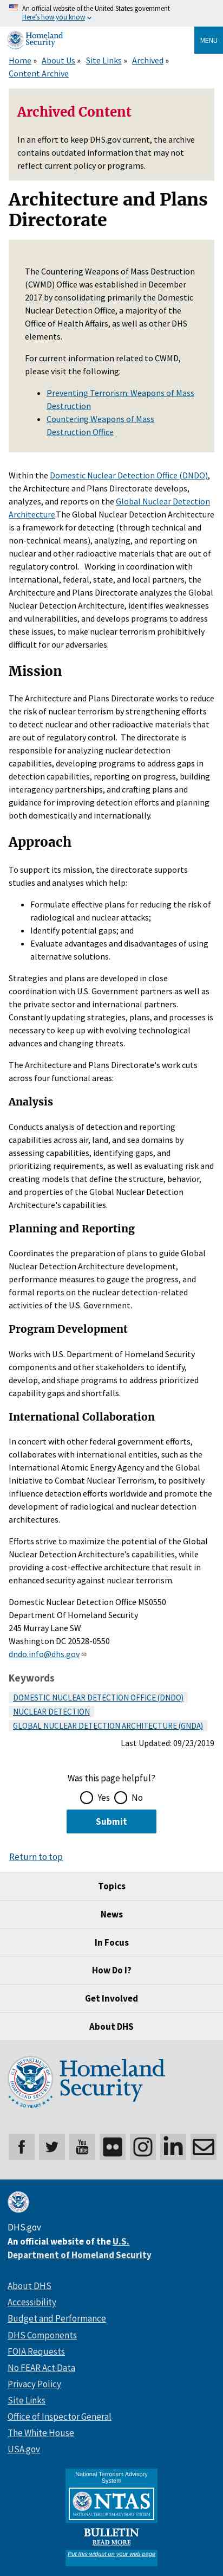 An official website of the United States government
Here's how you know
Homeland
Security
MENU
Home » About Us » Site Links » Archived »
Content Archive
Archived Content
In an effort to keep DHS.gov current, the archive
contains outdated information that may not
reflect current policy or programs.
Architecture and Plans
Directorate
The Countering Weapons of Mass Destruction
(CWMD) Office was established in December
2017 by consolidating primarily the Domestic
Nuclear Detection Office, a majority of the
Office of Health Affairs, as well as other DHS
elements.
For current information related to CWMD,
please visit the following:
• Preventing Terrorism: Weapons of Mass
Destruction
• Countering Weapons of Mass
Destruction Office
Within the Domestic Nuclear Detection Office (DNDO),
the Architecture and Plans Directorate develops,
analyzes, and reports on the Global Nuclear Detection
Architecture.The Global Nuclear Detection Architecture
is a framework for detecting (through technical and
non-technical means), analyzing, and reporting on
nuclear and other radioactive materials that are out of
regulatory control. Working in coordination with
international, federal, state, and local partners, the
Architecture and Plans Directorate analyzes the Global
Nuclear Detection Architecture, identifies weaknesses
or vulnerabilities, and develops programs to address
these issues, to make nuclear terrorism prohibitively
difficult for our adversaries.
Mission
The Architecture and Plans Directorate works to reduce
the risk of nuclear terrorism by strengthening efforts
to detect nuclear and other radioactive materials that
are out of regulatory control. The directorate is
responsible for analyzing nuclear detection
capabilities, developing programs to address gaps in
detection capabilities, reporting on progress, building
interagency partnerships, and crafting plans and
guidance for improving detection efforts and planning
both domestically and internationally.
Approach
To support its mission, the directorate supports
studies and analyses which help:
• Formulate effective plans for reducing the risk of
radiological and nuclear attacks;
• Identify potential gaps; and
• Evaluate advantages and disadvantages of using
alternative solutions.
Strategies and plans are developed in close
coordination with U.S. Government partners as well as
the private sector and international partners.
Constantly updating strategies, plans, and processes is
necessary to keep up with evolving technological
advances and changing threats.
The Architecture and Plans Directorate's work cuts
across four functional areas:
Analysis
Conducts analysis of detection and reporting
capabilities across air, land, and sea domains by
assessing capabilities, identifying gaps, and
prioritizing requirements, as well as evaluating risk and
creating models that define the structure, behavior,
and properties of the Global Nuclear Detection
Architecture's capabilities.
Planning and Reporting
Coordinates the preparation of plans to guide Global
Nuclear Detection Architecture development,
performance measures to gauge the progress, and
formal reports on the nuclear detection-related
activities of the U.S. Government.
Program Development
Works with U.S. Department of Homeland Security
components and other stakeholders to identify,
develop, and shape programs to address prioritized
capability gaps and shortfalls.
International Collaboration
In concert with other federal government efforts,
collaborates with international entities, such as the
International Atomic Energy Agency and the Global
Initiative to Combat Nuclear Terrorism, to positively
influence detection efforts worldwide and promote the
development of radiological and nuclear detection
architectures.
Efforts strive to maximize the potential of the Global
Nuclear Detection Architecture's capabilities, while
providing a cost-effective architecture that result in
enhanced security against nuclear terrorism.
Domestic Nuclear Detection Office MS0550
Department Of Homeland Security
245 Murray Lane SW
Washington DC 20528-0550
dndo.info@dhs.gov
Keywords
DOMESTIC NUCLEAR DETECTION OFFICE (DNDO)
NUCLEAR DETECTION
GLOBAL NUCLEAR DETECTION ARCHITECTURE (GNDA)
Last Updated: 09/23/2019
Was this page helpful?
Yes No
Submit
Return to top
Topics
News
In Focus
How Do I?
Get Involved
About DHS
Homeland
Security
20 YEARS
You
Tube
DHS.gov
An official website of the U.S.
Department of Homeland Security
About DHS
Accessibility
Budget and Performance
DHS Components
FOIA Requests
No FEAR Act Data
Privacy Policy
Site Links
Office of Inspector General
The White House
USA.gov
National Terrorism Advisory
System
NTAS
NATIONAL TERRORISM ADVISORY SYSTEM
BULLETIN
READ MORE
Put this widget on your web page